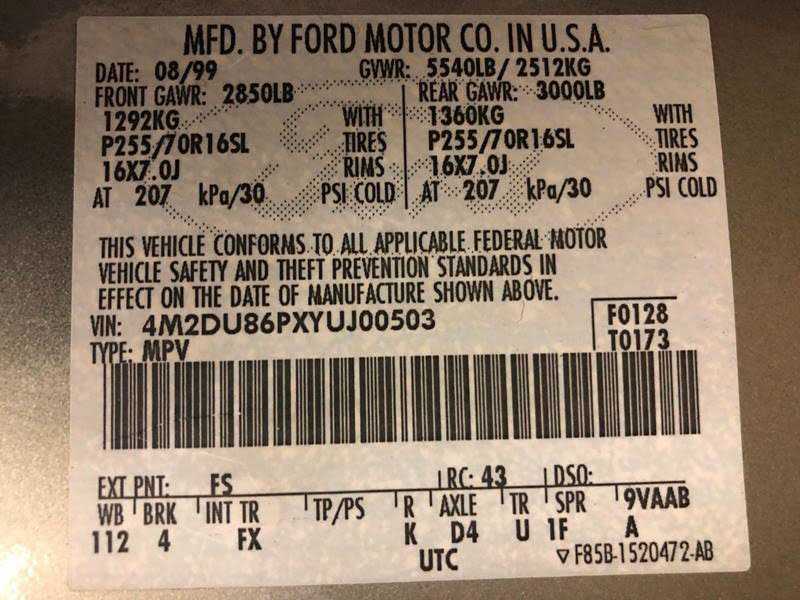 MFD. BY FORD MOTOR CO. IN U.S.A.
DATE: 08/99 GVWR: 5540LB/ 2512KG
FRONT GAWR: 2850LB REAR GAWR: 3000LB
1292KG WITH 1360KG WITH
P255/70R16SL TIRES P255/70R16SL TIRES
16X7.0J RIMS 16X7.0J RIMS
AT 207 kPa/30 PSI COLD AT 207 kPa/30 PSI COLD
THIS VEHICLE CONFORMS TO ALL APPLICABLE FEDERAL MOTOR
VEHICLE SAFETY AND THEFT PREVENTION STANDARDS IN
EFFECT ON THE DATE OF MANUFACTURE SHOWN ABOVE.
VIN: 4M2DU86PXYUJ00503 F0128
TYPE: MPV T0173
EXT PNT: FS RC: 43 DSO:
WB BRK INT TR TP/PS R AXLE TR SPR 9VAAB
112 4 FX K D4 U 1F A
UTC ▽ F85B-1520472-AB